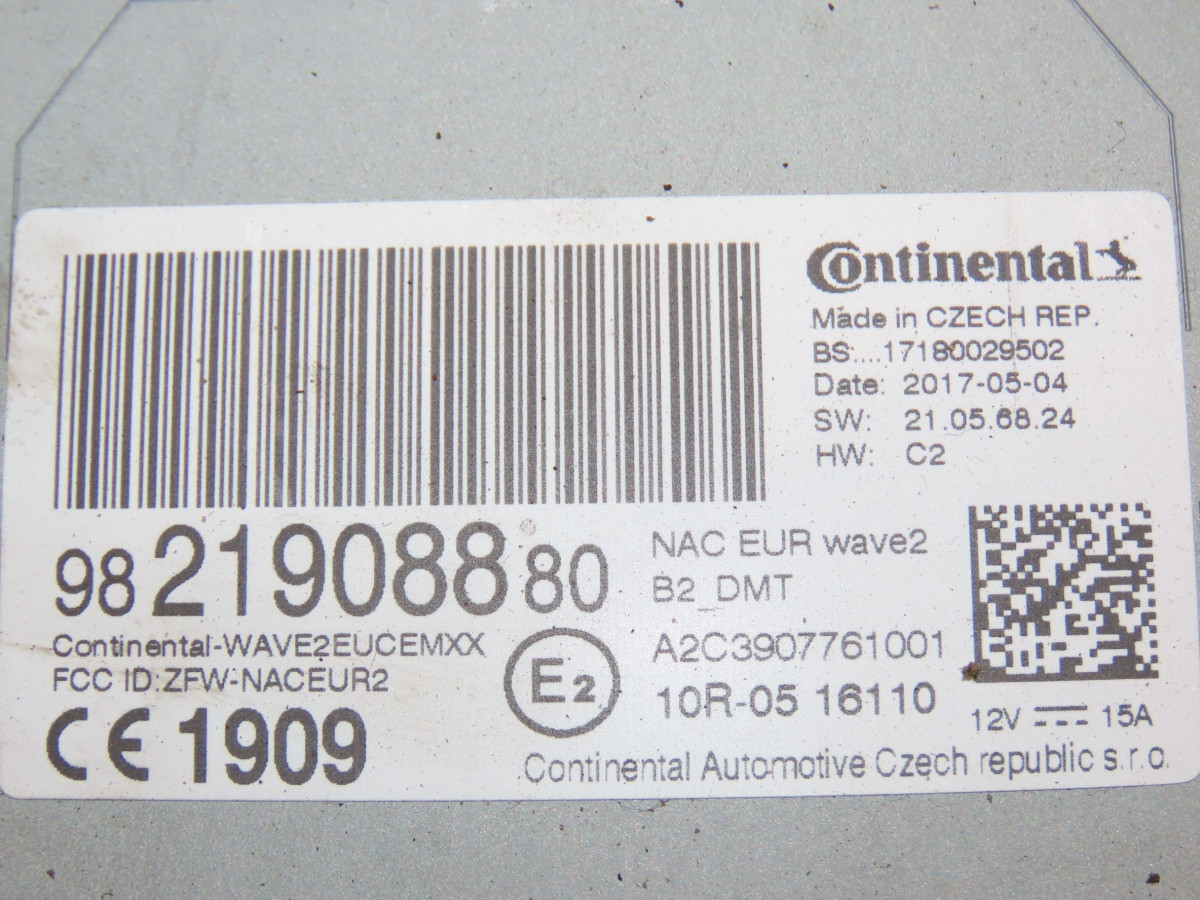 Continental
Made in CZECH REP.
BS:...17180029502
Date: 2017-05-04
SW: 21.05.68.24
HW: C2
98 219088 80
NAC EUR wave2
B2_DMT
Continental-WAVE2EUCEMXX
FCC ID:ZFW-NACEUR2
E2
A2C3907761001
10R-05 16110
12V 15A
CE 1909
Continental Automotive Czech republic s.r.o.